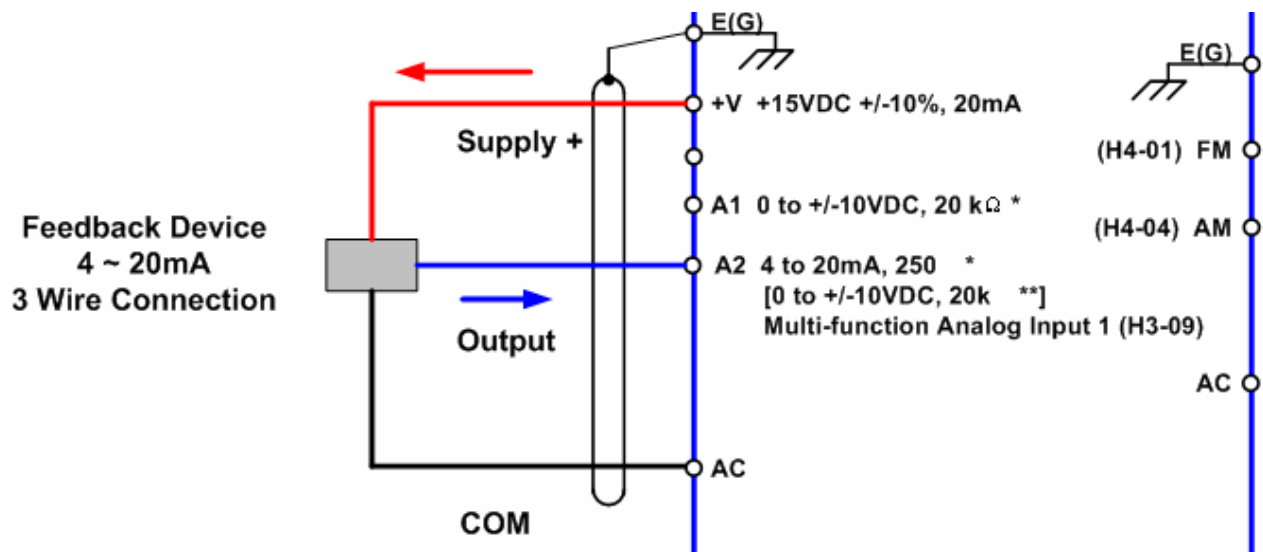 E(G)
E(G)
+V +15VDC +/-10%, 20mA
Supply +
(H4-01) FM
A1 0 to +/-10VDC, 20 kΩ *
Feedback Device
4 ~ 20mA
3 Wire Connection
(H4-04) AM
A2 4 to 20mA, 250 *
[0 to +/-10VDC, 20k **]
Multi-function Analog Input 1 (H3-09)
Output
AC
AC
COM